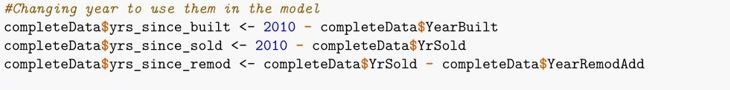 #Changing year to use them in the model
completeData$yrs_since_built <- 2010 - completeData$YearBuilt
completeData$yrs_since_sold <- 2010 - completeData$YrSold
completeData$yrs_since_remod <- completeData$YrSold - completeData$YearRemodAdd